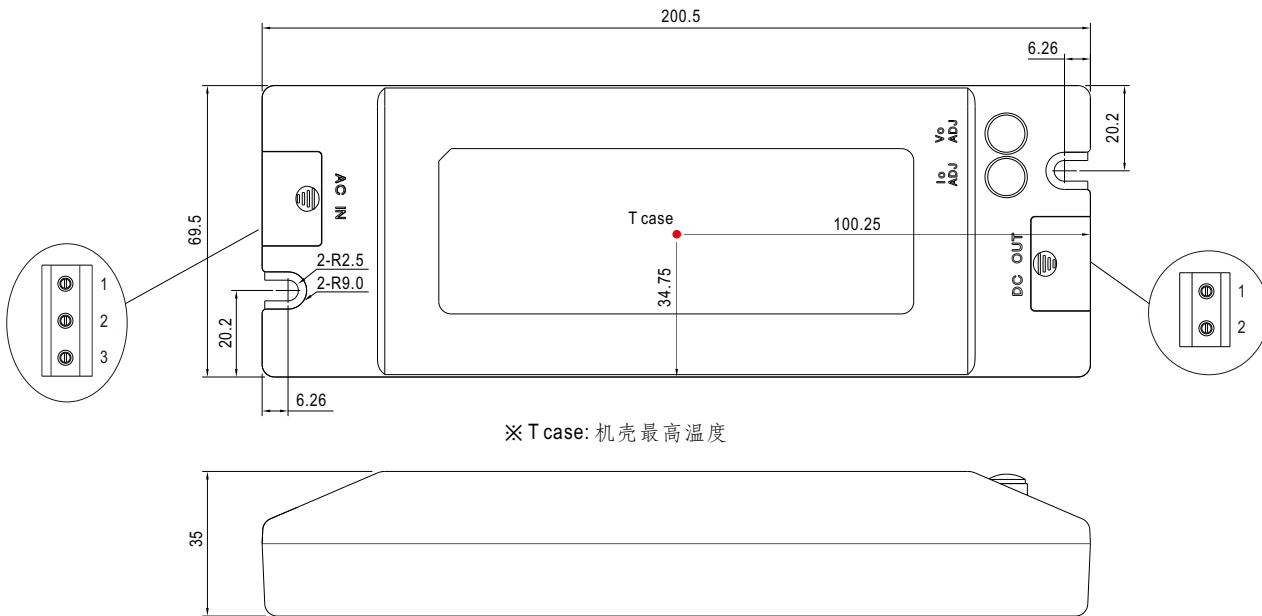 200.5
6.26
Vo
ADJ
20.2
Io
ADJ
AC IN
69.5
T case
100.25
2-R2.5
2-R9.0
DC OUT
34.75
1
2
3
1
2
20.2
6.26
※ T case: 机壳最高温度
35